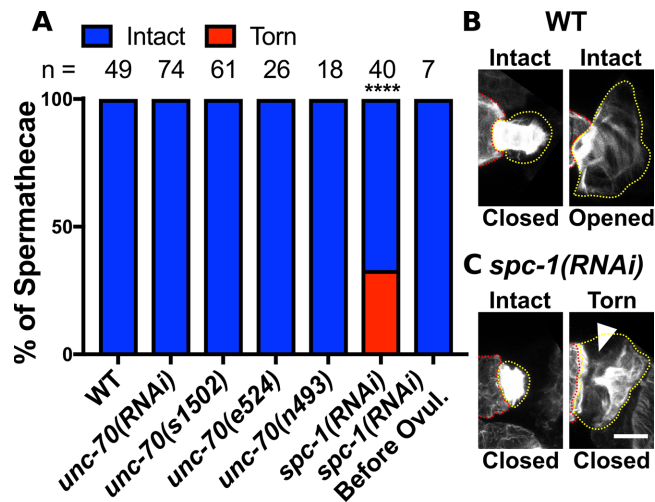 A
Intact Torn
n = 49 74 61 26 18 40 7
****
100
50
0
% of Spermathecae
WT
unc-70(RNAi)
unc-70(s1502)
unc-70(e524)
unc-70(n493)
spc-1(RNAi)
spc-1(RNAi)
Before Ovul.
B WT
Intact Intact
Closed Opened
C spc-1(RNAi)
Intact Torn
Closed Closed